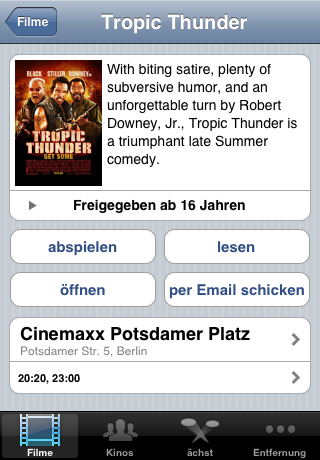 Filme
Tropic Thunder
BLACK STILLER DOWNEY JR
TROPIC
THUNDER
GET SOME
With biting satire, plenty of
subversive humor, and an
unforgettable turn by Robert
Downey, Jr., Tropic Thunder is
a triumphant late Summer
comedy.
Freigegeben ab 16 Jahren
abspielen
lesen
öffnen
per Email schicken
Cinemaxx Potsdamer Platz
Potsdamer Str. 5, Berlin
20:20, 23:00
Filme
Kinos
ächst
Entfernung